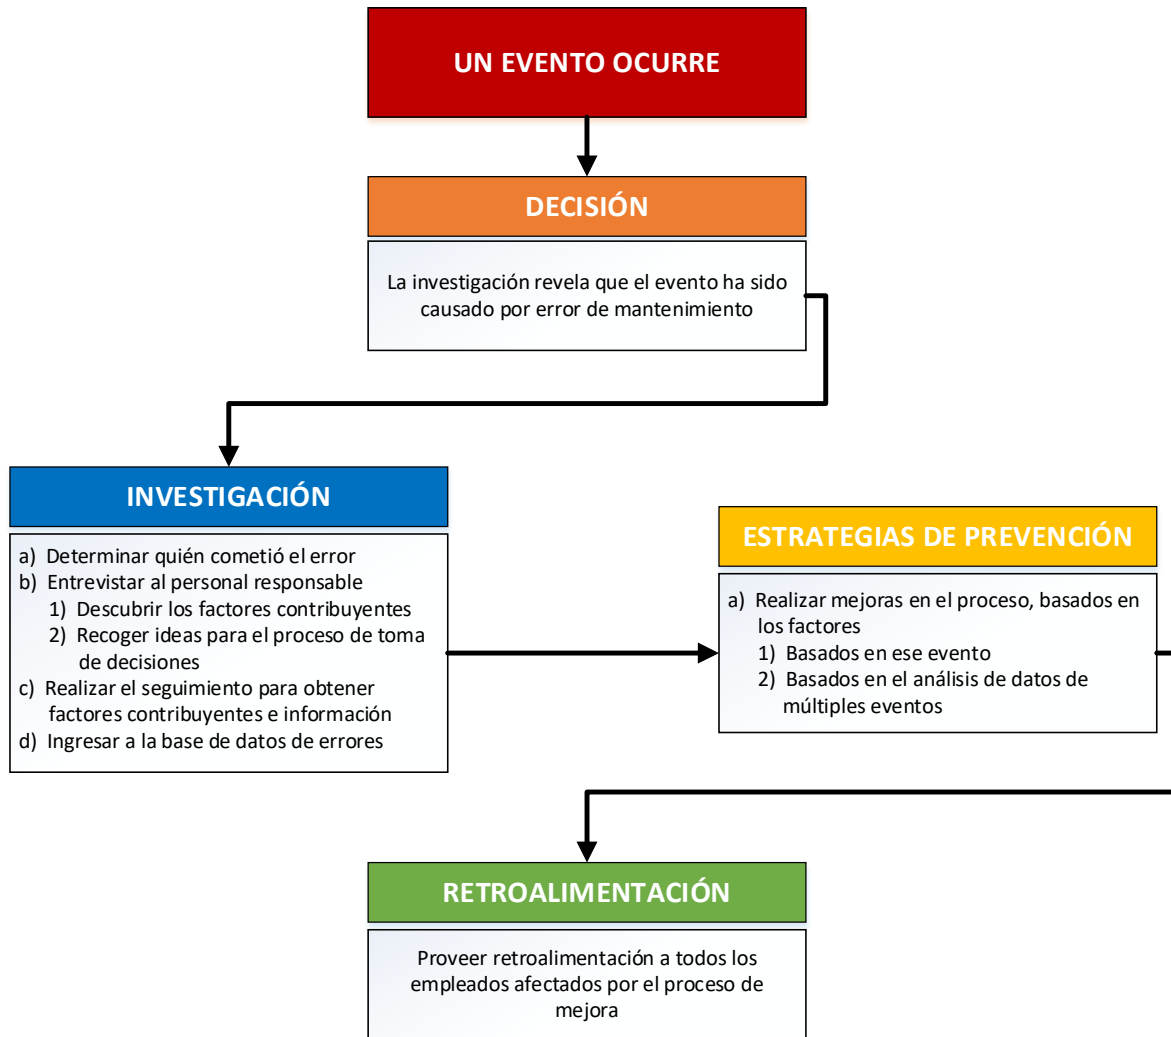 UN EVENTO OCURRE
DECISIÓN
La investigación revela que el evento ha sido
causado por error de mantenimiento
INVESTIGACIÓN
a) Determinar quién cometió el error
b) Entrevistar al personal responsable
1) Descubrir los factores contribuyentes
2) Recoger ideas para el proceso de toma
de decisiones
c) Realizar el seguimiento para obtener
factores contribuyentes e información
d) Ingresar a la base de datos de errores
ESTRATEGIAS DE PREVENCIÓN
a) Realizar mejoras en el proceso, basados en
los factores
1) Basados en ese evento
2) Basados en el análisis de datos de
múltiples eventos
RETROALIMENTACIÓN
Proveer retroalimentación a todos los
empleados afectados por el proceso de
mejora